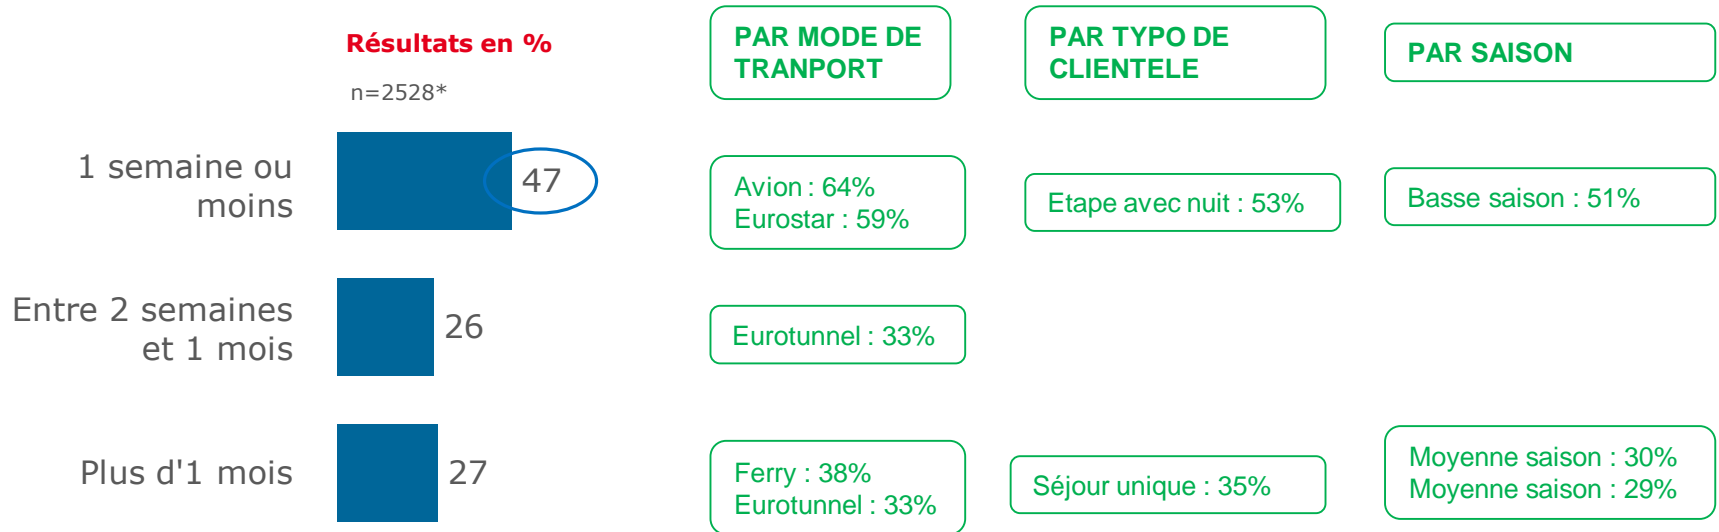 Résultats en %
n=2528*
PAR MODE DE
TRANPORT
PAR TYPO DE
CLIENTELE
PAR SAISON
1 semaine ou
moins
47
Avion : 64%
Eurostar : 59%
Etape avec nuit : 53%
Basse saison : 51%
Entre 2 semaines
et 1 mois
26
Eurotunnel : 33%
Plus d'1 mois
27
Ferry : 38%
Eurotunnel : 33%
Séjour unique : 35%
Moyenne saison : 30%
Moyenne saison : 29%